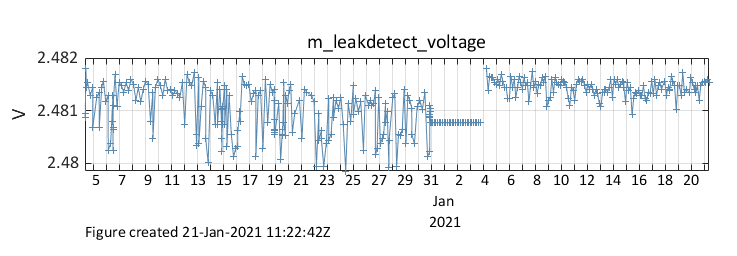 m_leakdetect_voltage
2.482
2.481
2.48
V
5 7 9 11 13 15 17 19 21 23 25 27 29 31 2 4 6 8 10 12 14 16 18 20
Jan
2021
Figure created 21-Jan-2021 11:22:42Z